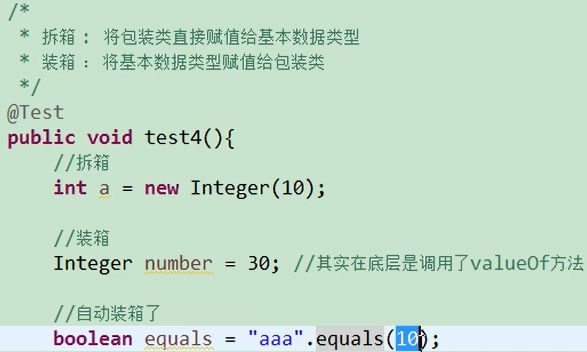 /*
 * 拆箱： 将包装类直接赋值给基本数据类型
 * 装箱： 将基本数据类型赋值给包装类
 */
@Test
public void test4(){
//拆箱
int a = new Integer(10);
//装箱
Integer number = 30; //其实在底层是调用了valueOf方法
//自动装箱了
boolean equals = "aaa".equals(10);